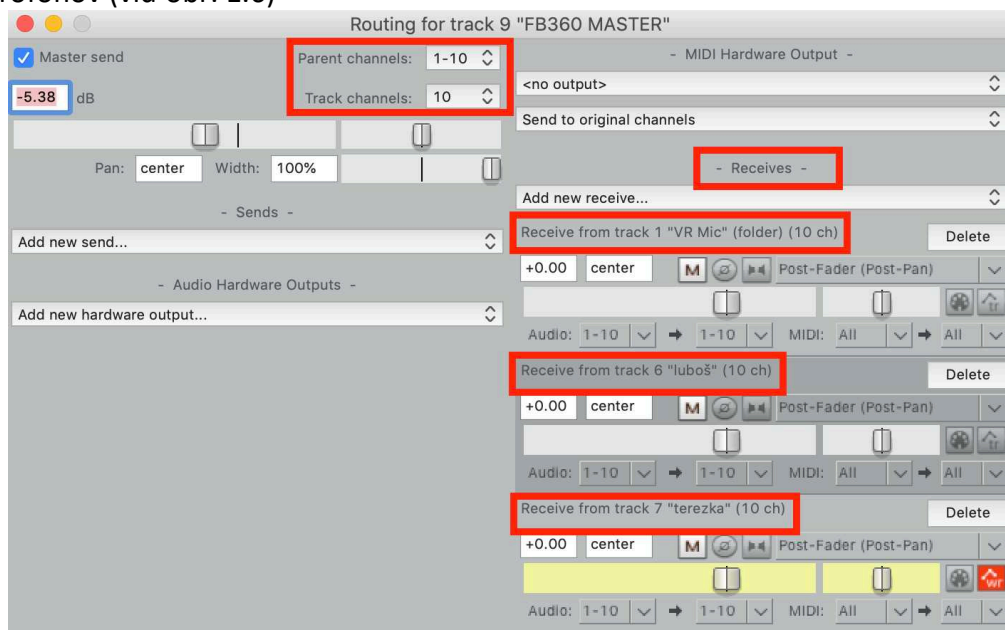 Routing for track 9 "FB360 MASTER"
Master send
Parent channels: 1-10
-5.38 dB
Track channels: 10
Pan: center Width: 100%
- Sends -
Add new send...
- Audio Hardware Outputs -
Add new hardware output...
- MIDI Hardware Output -
<no output>
Send to original channels
- Receives -
Add new receive...
Receive from track 1 "VR Mic" (folder) (10 ch) Delete
+0.00 center M Post-Fader (Post-Pan)
Audio: 1-10 → 1-10 MIDI: All → All
Receive from track 6 "luboš" (10 ch) Delete
+0.00 center M Post-Fader (Post-Pan)
Audio: 1-10 → 1-10 MIDI: All → All
Receive from track 7 "terezka" (10 ch) Delete
+0.00 center M Post-Fader (Post-Pan)
Audio: 1-10 → 1-10 MIDI: All → All